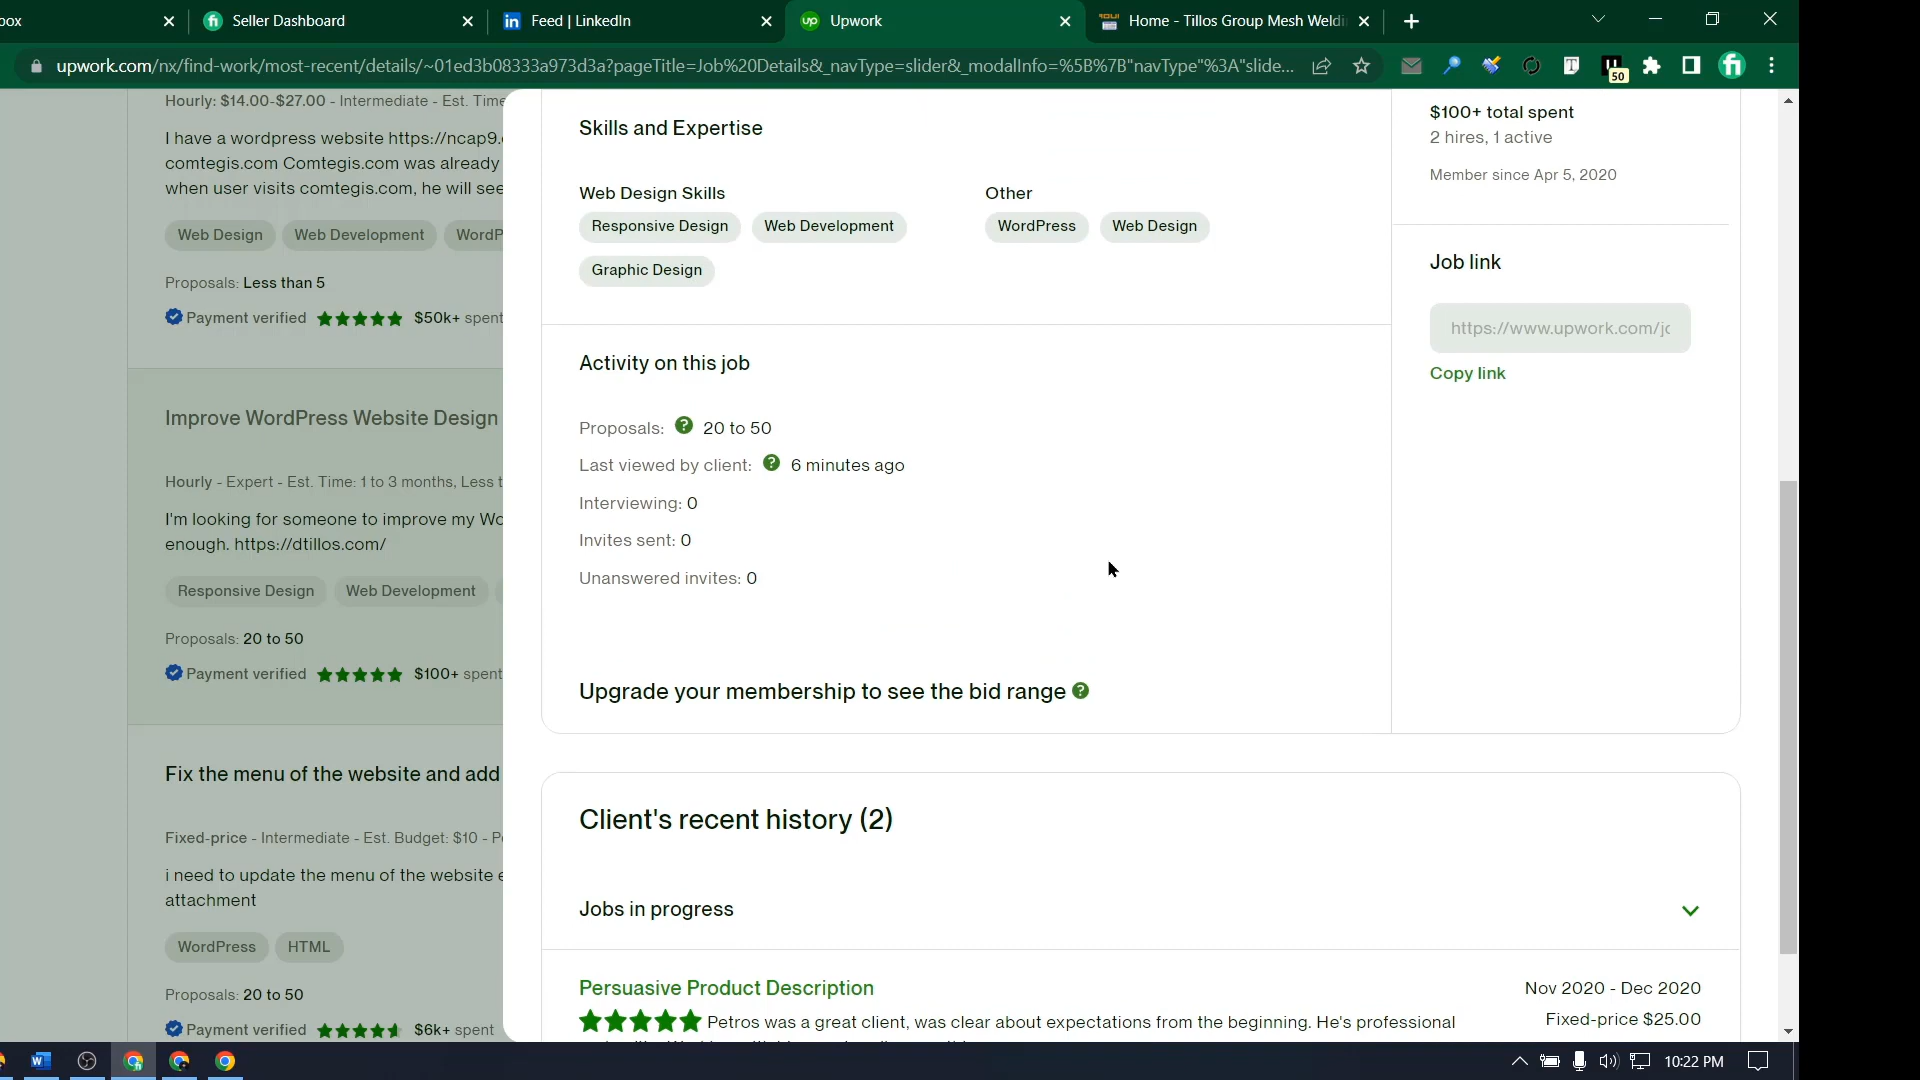 box
Seller Dashboard
Feed | LinkedIn
Upwork
Home - Tillos Group Mesh Weldi
upwork.com/nx/find-work/most-recent/details/~01ed3b08333a973d3a?pageTitle=Job%20Details&_navType=slider&_modalInfo=%5B%7B"navType"%3A"slide...
50
Hourly: $14.00-$27.00 - Intermediate - Est. Time
I have a wordpress website https://ncap9.
comtegis.com Comtegis.com was already
when user visits comtegis.com, he will see
Web Design
Web Development
WordP
Proposals: Less than 5
Payment verified
$50k+ spent
Improve WordPress Website Design
Hourly - Expert - Est. Time: 1 to 3 months, Less t
I'm looking for someone to improve my Wo
enough. https://dtillos.com/
Responsive Design
Web Development
Proposals: 20 to 50
Payment verified
$100+ spent
Fix the menu of the website and add
Fixed-price - Intermediate - Est. Budget: $10 - P
i need to update the menu of the website e
attachment
WordPress
HTML
Proposals: 20 to 50
Payment verified
$6k+ spent
Skills and Expertise
Web Design Skills
Responsive Design
Web Development
Graphic Design
Other
WordPress
Web Design
Activity on this job
Proposals: ? 20 to 50
Last viewed by client: ? 6 minutes ago
Interviewing: 0
Invites sent: 0
Unanswered invites: 0
Upgrade your membership to see the bid range ?
$100+ total spent
2 hires, 1 active
Member since Apr 5, 2020
Job link
https://www.upwork.com/jo
Copy link
Client's recent history (2)
Jobs in progress
Persuasive Product Description
Nov 2020 - Dec 2020
Petros was a great client, was clear about expectations from the beginning. He's professional
Fixed-price $25.00
10:22 PM